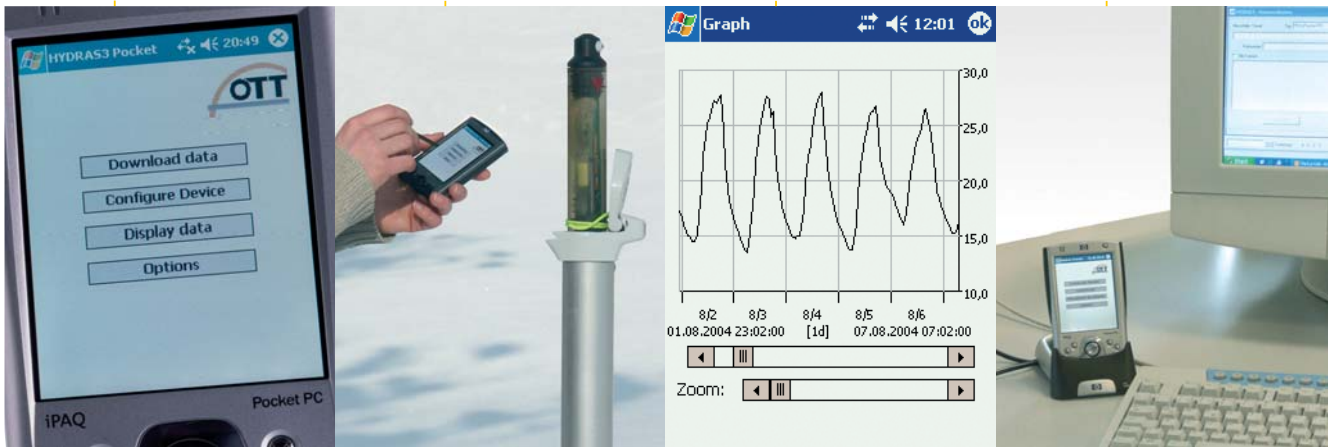 HYDRAS3 Pocket 20:49
OTT
Download data
Configure Device
Display data
Options
iPAQ
Pocket PC
Graph 12:01 ok
30,0
25,0
20,0
15,0
10,0
8/2 8/3 8/4 8/5 8/6
01.08.2004 23:02:00 [1d] 07.08.2004 07:02:00
Zoom: